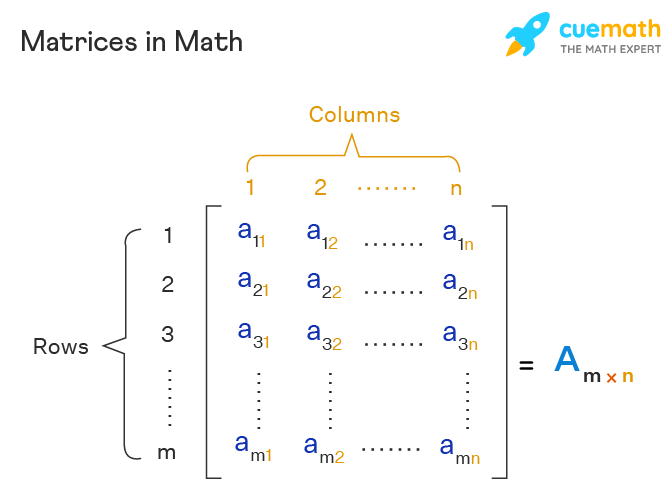 Matrices in Math
cuemath
THE MATH EXPERT
Columns
1 2 ....... n
1 a11 a12 ....... a1n
2 a21 a22 ....... a2n
3 a31 a32 ....... a3n
Rows
= Am × n
m am1 am2 ....... amn